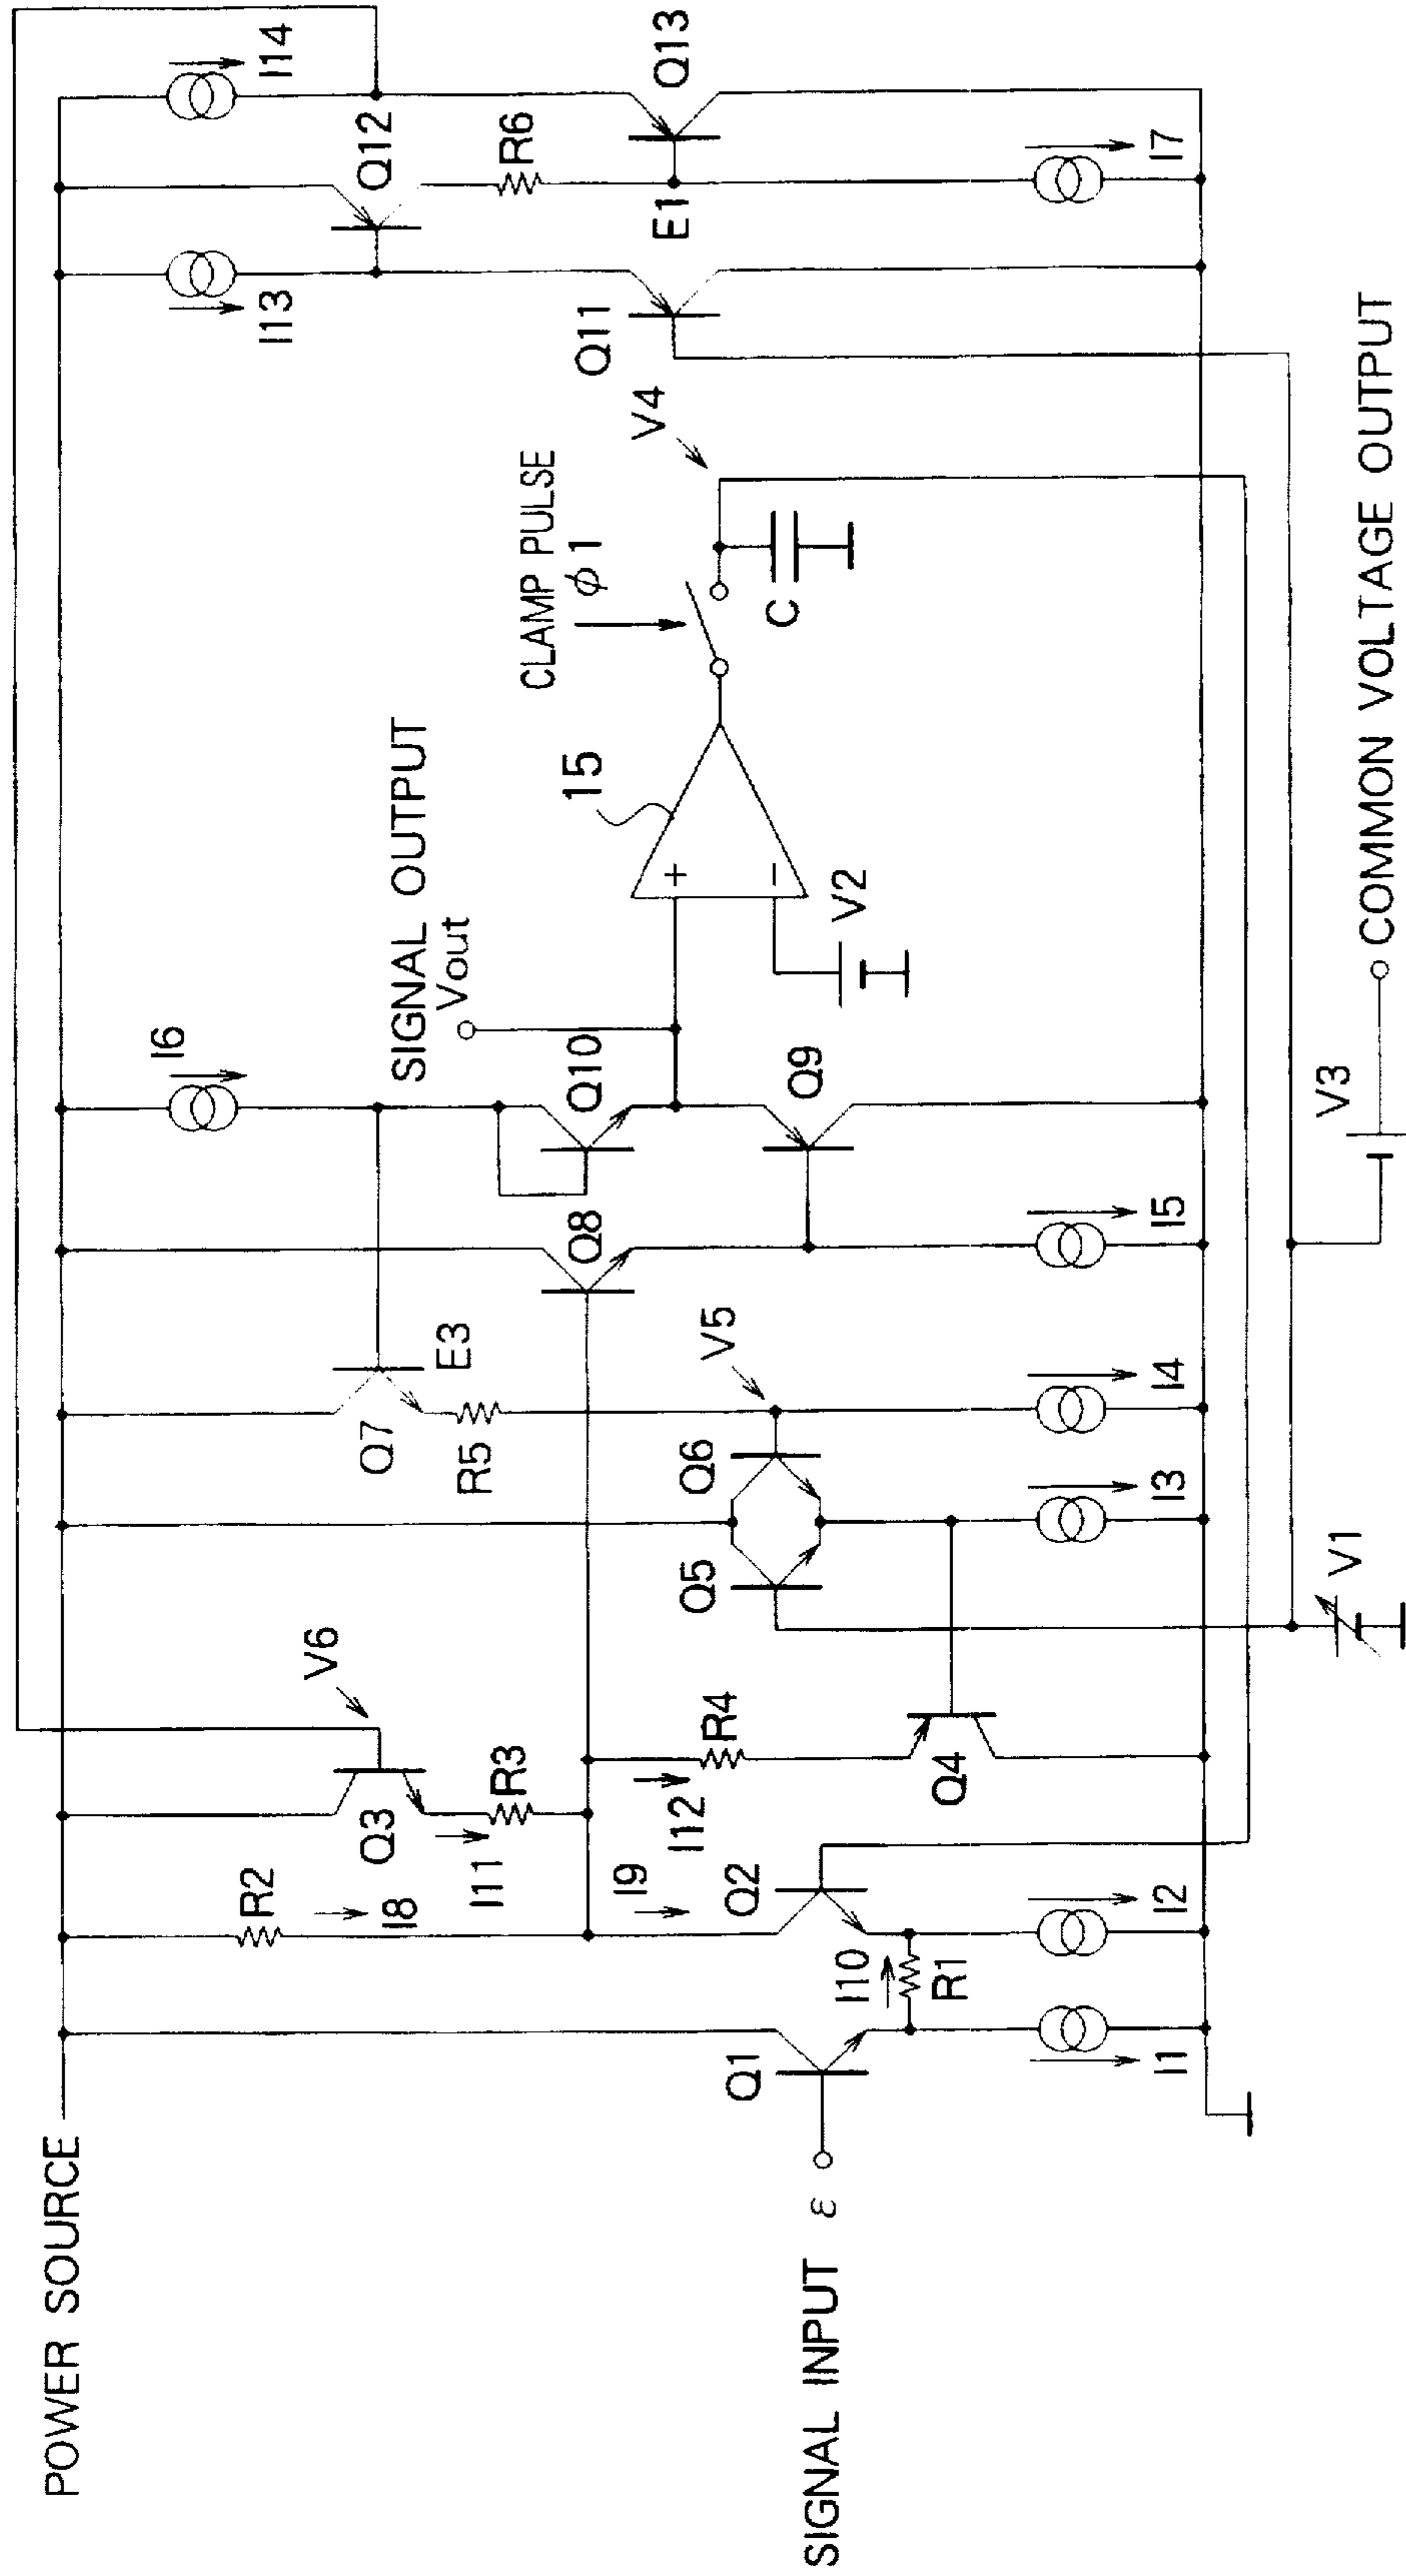 POWER SOURCE
SIGNAL INPUT ε
Q1
I1
R1
I10
I2
Q2
I9
I8
R2
Q3
I11
R3
V6
I12
R4
Q4
V1
Q5
Q6
I3
I4
V5
R5
Q7
E3
Q8
I5
Q9
Q10
I6
SIGNAL OUTPUT
Vout
V3
COMMON VOLTAGE OUTPUT
V2
+
−
15
CLAMP PULSE
φ1
C
V4
Q11
I13
Q12
R6
E1
I7
Q13
I14